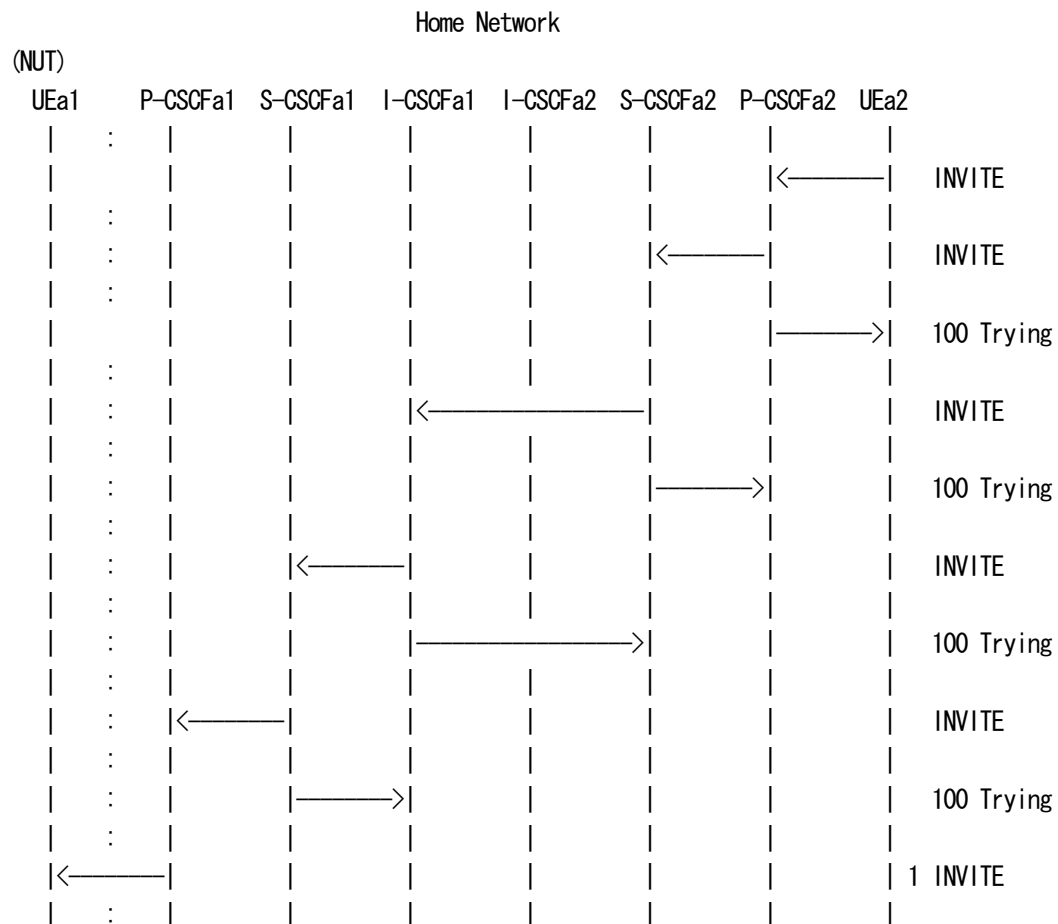 Home Network
(NUT)
UEa1 P-CSCFa1 S-CSCFa1 I-CSCFa1 I-CSCFa2 S-CSCFa2 P-CSCFa2 UEa2
INVITE
INVITE
100 Trying
INVITE
100 Trying
INVITE
100 Trying
INVITE
100 Trying
1 INVITE